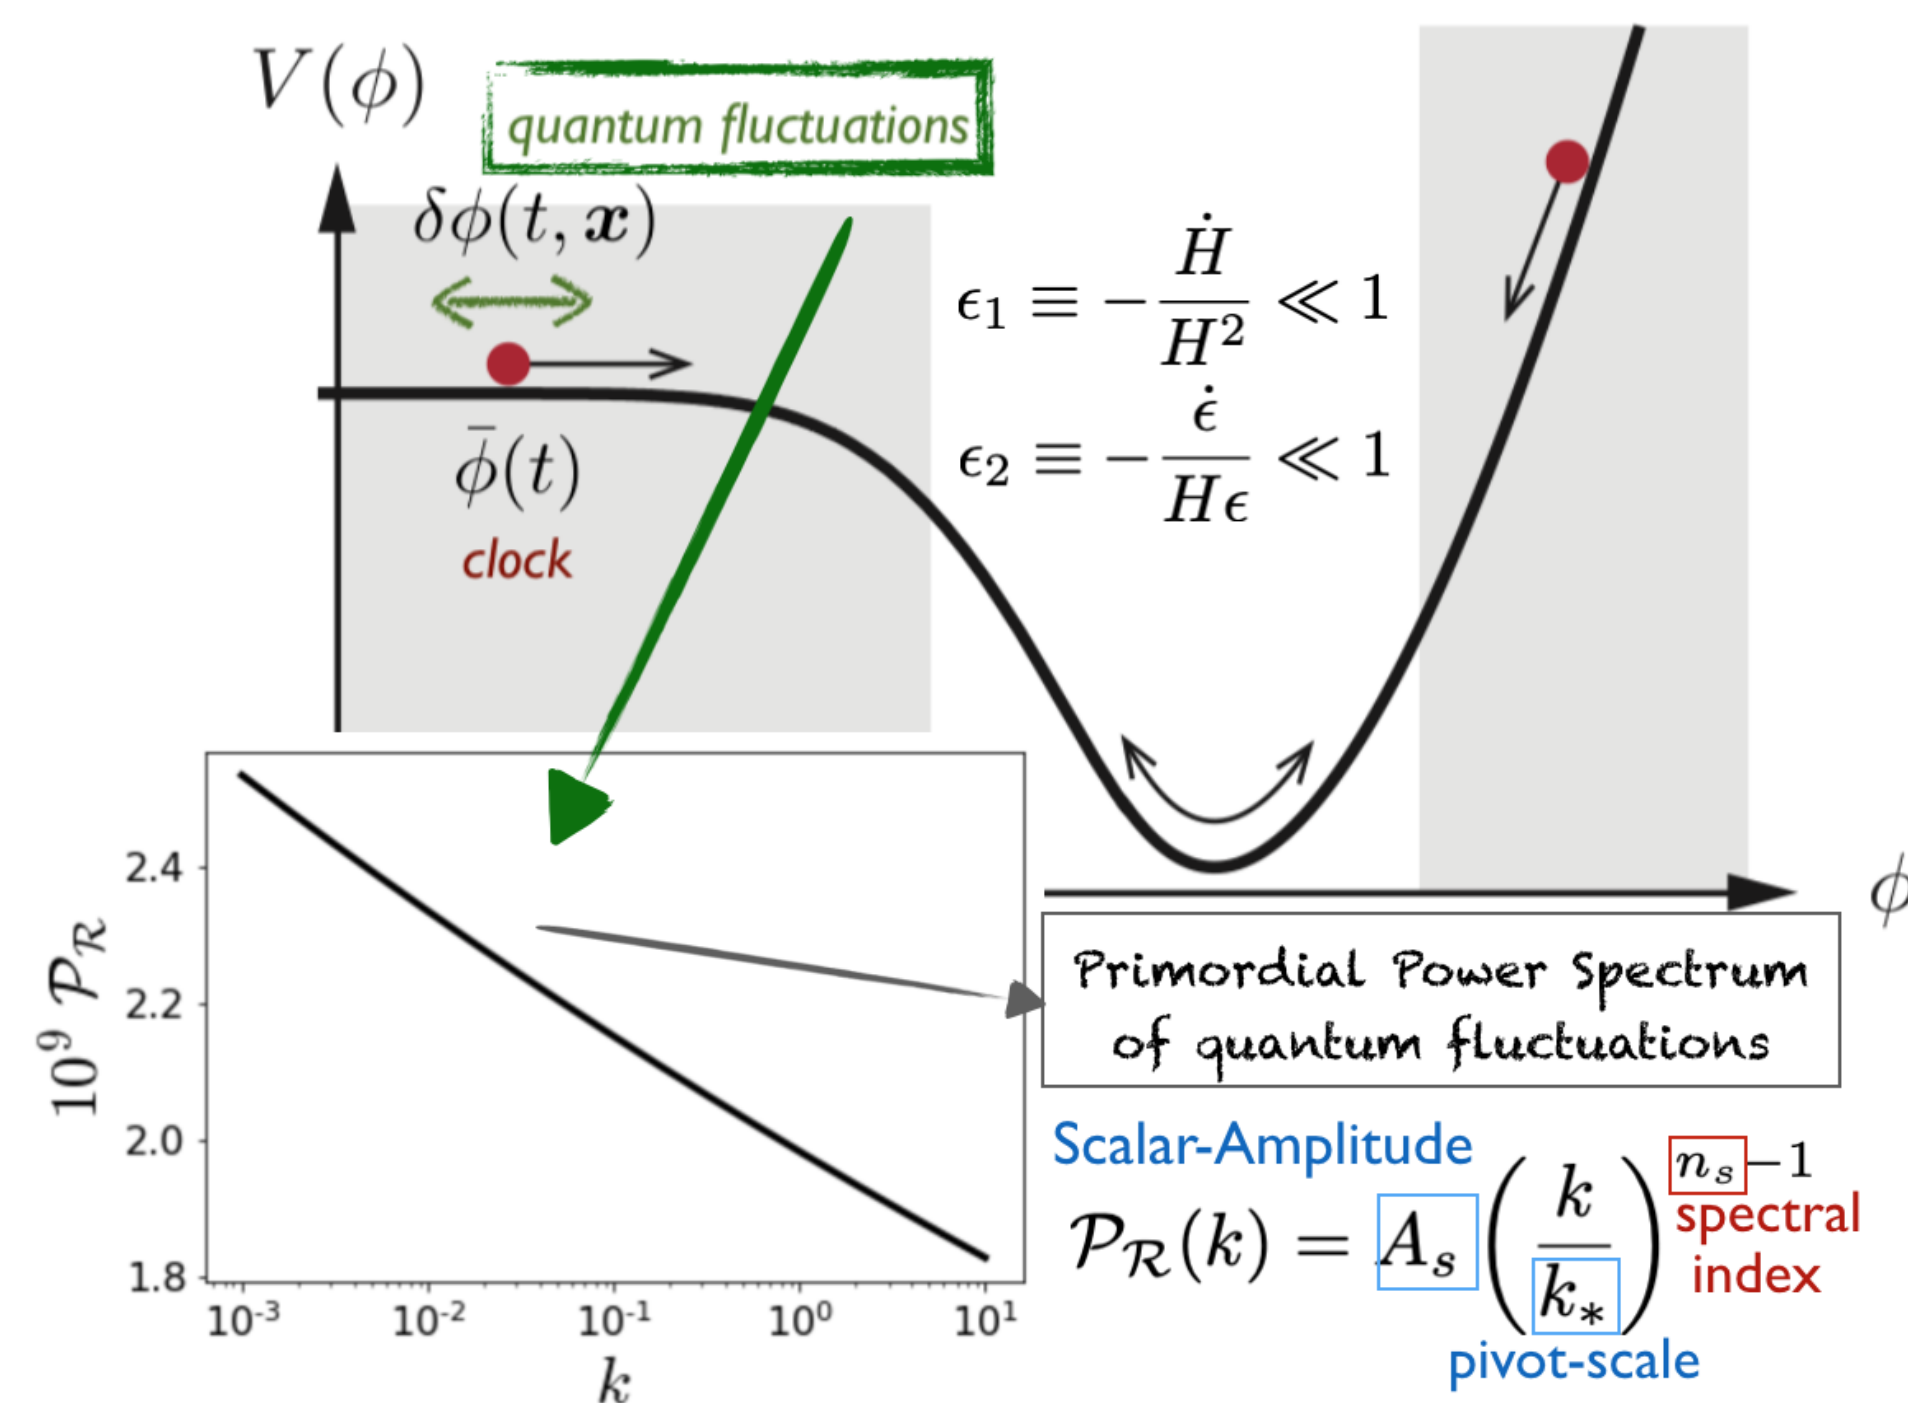 V(ϕ)
quantum fluctuations
δϕ(t, x)
ϕ̄(t)
clock
ϵ₁ ≡ −Ḣ/H² ≪ 1
ϵ₂ ≡ −ϵ̇/(Hϵ) ≪ 1
ϕ
10⁹ 𝒫_ℛ
2.4
2.2
2.0
1.8
10⁻³ 10⁻² 10⁻¹ 10⁰ 10¹
k
Primordial Power Spectrum
of quantum fluctuations
Scalar-Amplitude
𝒫_ℛ(k) = A_s (k/k_*)^(n_s−1)
spectral
index
pivot-scale